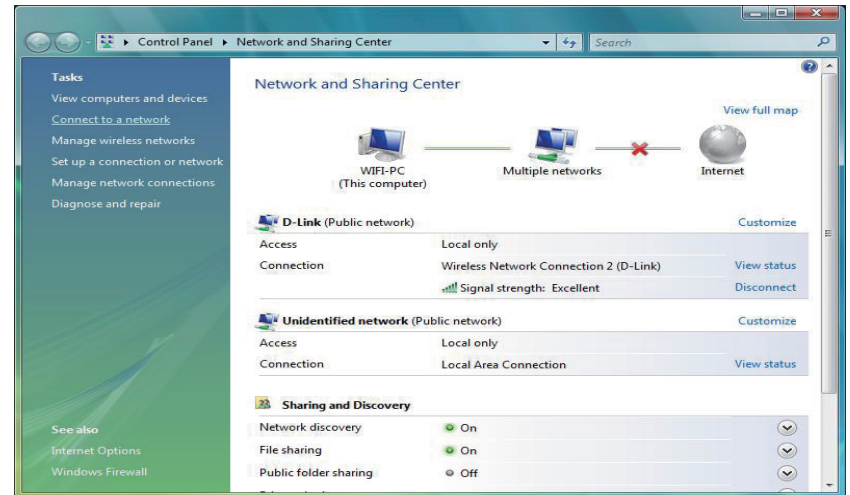 Control Panel ▸ Network and Sharing Center
Search
Tasks
View computers and devices
Connect to a network
Manage wireless networks
Set up a connection or network
Manage network connections
Diagnose and repair
See also
Internet Options
Windows Firewall
Network and Sharing Center
View full map
WIFI-PC
(This computer)
Multiple networks
Internet
D-Link (Public network) Customize
Access Local only
Connection Wireless Network Connection 2 (D-Link) View status
Signal strength: Excellent Disconnect
Unidentified network (Public network) Customize
Access Local only
Connection Local Area Connection View status
Sharing and Discovery
Network discovery On
File sharing On
Public folder sharing Off